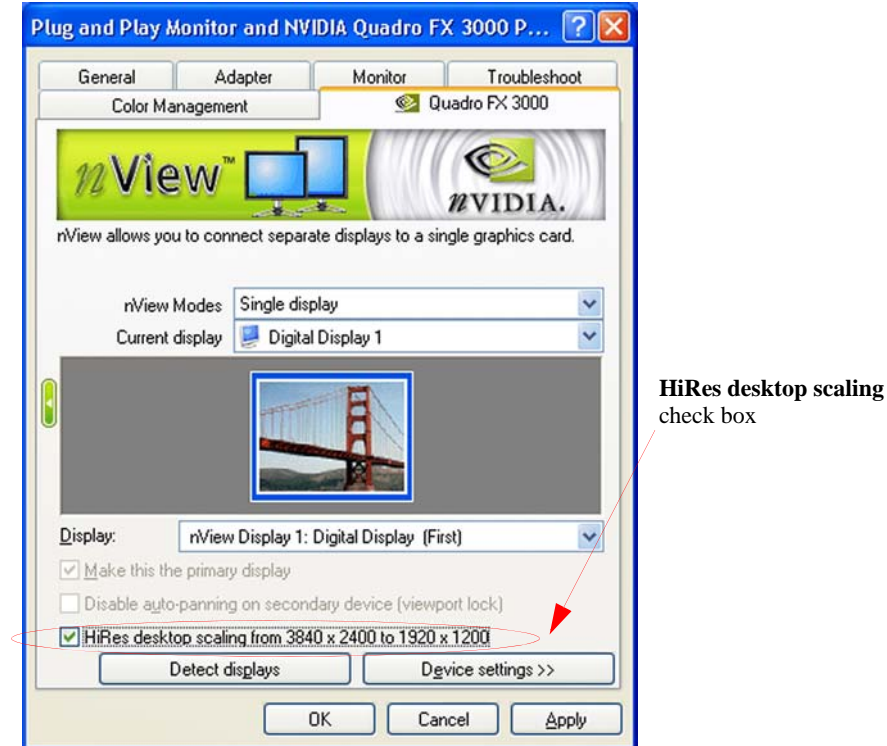 Plug and Play Monitor and NVIDIA Quadro FX 3000 P...
General Adapter Monitor Troubleshoot
Color Management Quadro FX 3000
nView™
nVIDIA.
nView allows you to connect separate displays to a single graphics card.
nView Modes Single display
Current display Digital Display 1
HiRes desktop scaling
check box
Display: nView Display 1: Digital Display (First)
Make this the primary display
Disable auto-panning on secondary device (viewport lock)
HiRes desktop scaling from 3840 x 2400 to 1920 x 1200
Detect displays Device settings >>
OK Cancel Apply